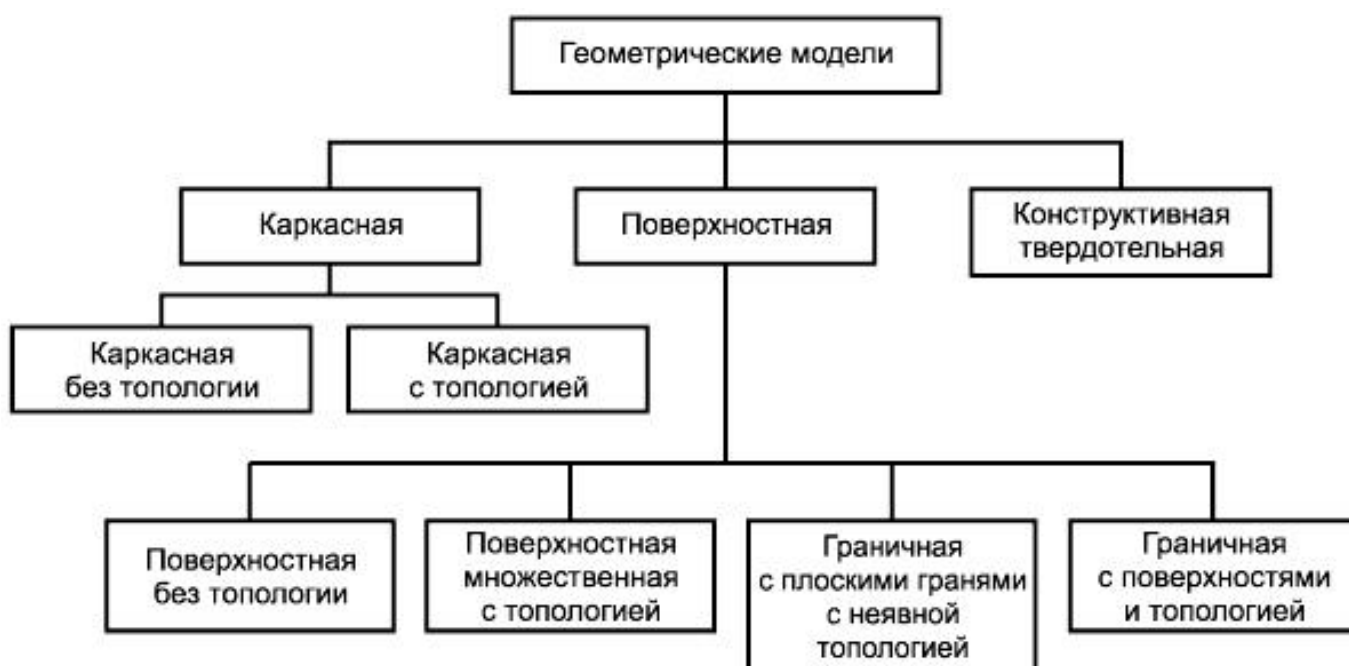 Геометрические модели
Каркасная
Поверхностная
Конструктивная
твердотельная
Каркасная
без топологии
Каркасная
с топологией
Поверхностная
без топологии
Поверхностная
множественная
с топологией
Граничная
с плоскими гранями
с неявной
топологией
Граничная
с поверхностями
и топологией